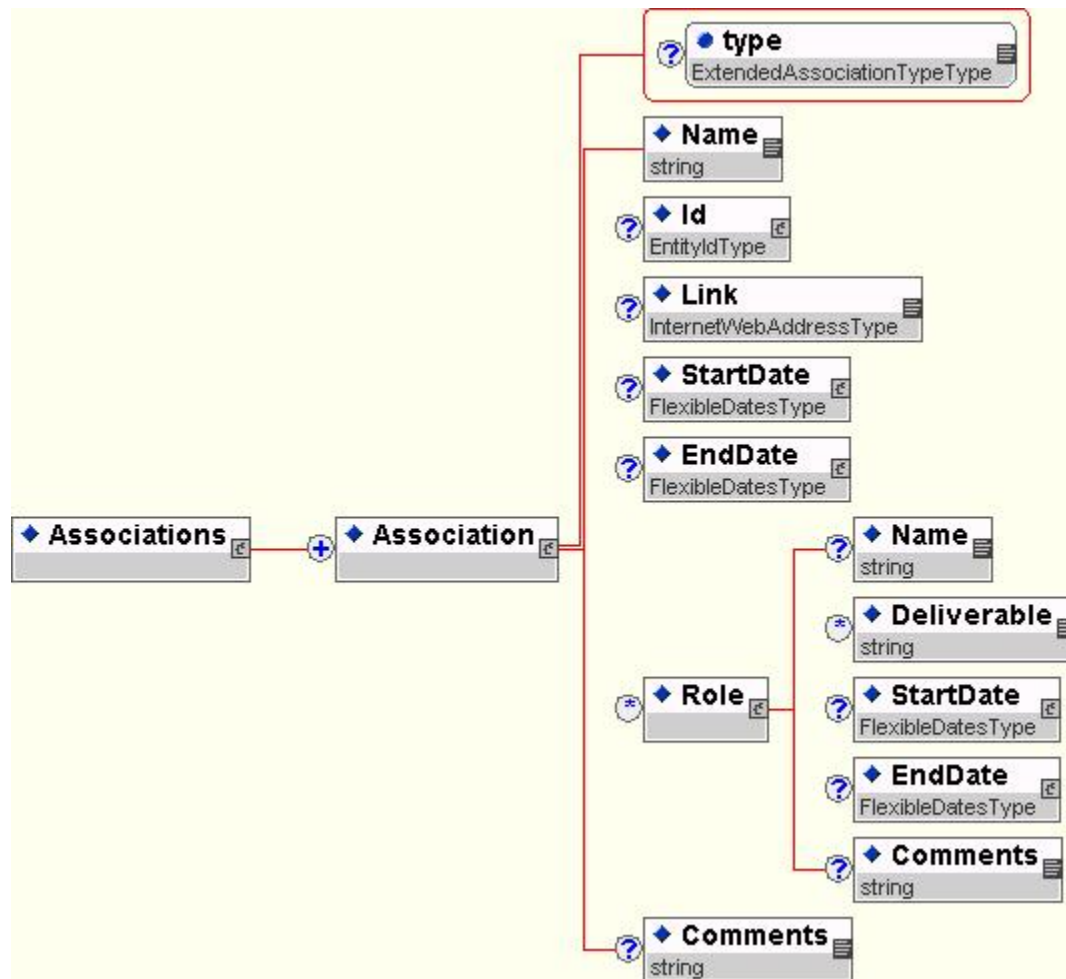 ? type
ExtendedAssociationTypeType
Name
string
? Id
EntityIdType
? Link
InternetWebAddressType
? StartDate
FlexibleDatesType
? EndDate
FlexibleDatesType
Associations
+ Association
? Name
string
* Deliverable
string
* Role
? StartDate
FlexibleDatesType
? EndDate
FlexibleDatesType
? Comments
string
? Comments
string